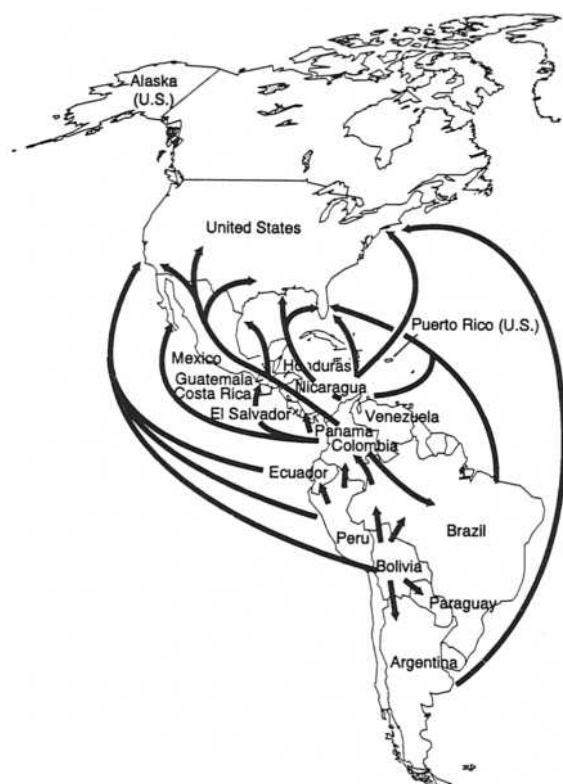 Alaska
(U.S.)
United States
Puerto Rico (U.S.)
Mexico
Honduras
Guatemala
Nicaragua
Costa Rica
El Salvador
Venezuela
Panama
Colombia
Ecuador
Brazil
Peru
Bolivia
Paraguay
Argentina